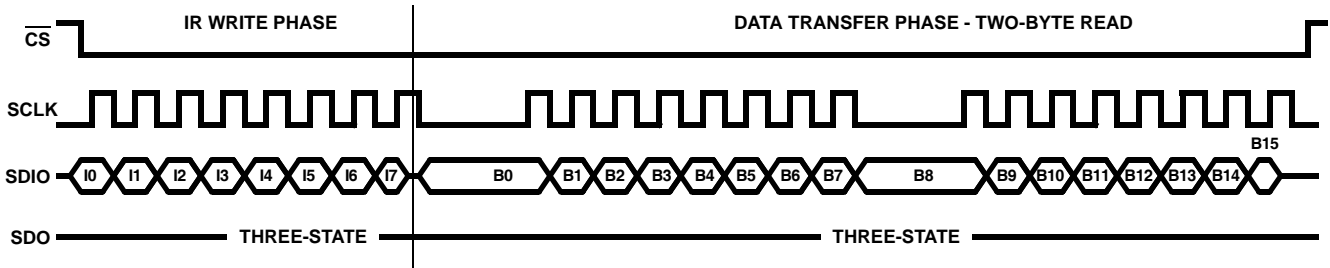 IR WRITE PHASE
DATA TRANSFER PHASE - TWO-BYTE READ
CS
SCLK
B15
SDIO I0 I1 I2 I3 I4 I5 I6 I7 B0 B1 B2 B3 B4 B5 B6 B7 B8 B9 B10 B11 B12 B13 B14
SDO THREE-STATE THREE-STATE